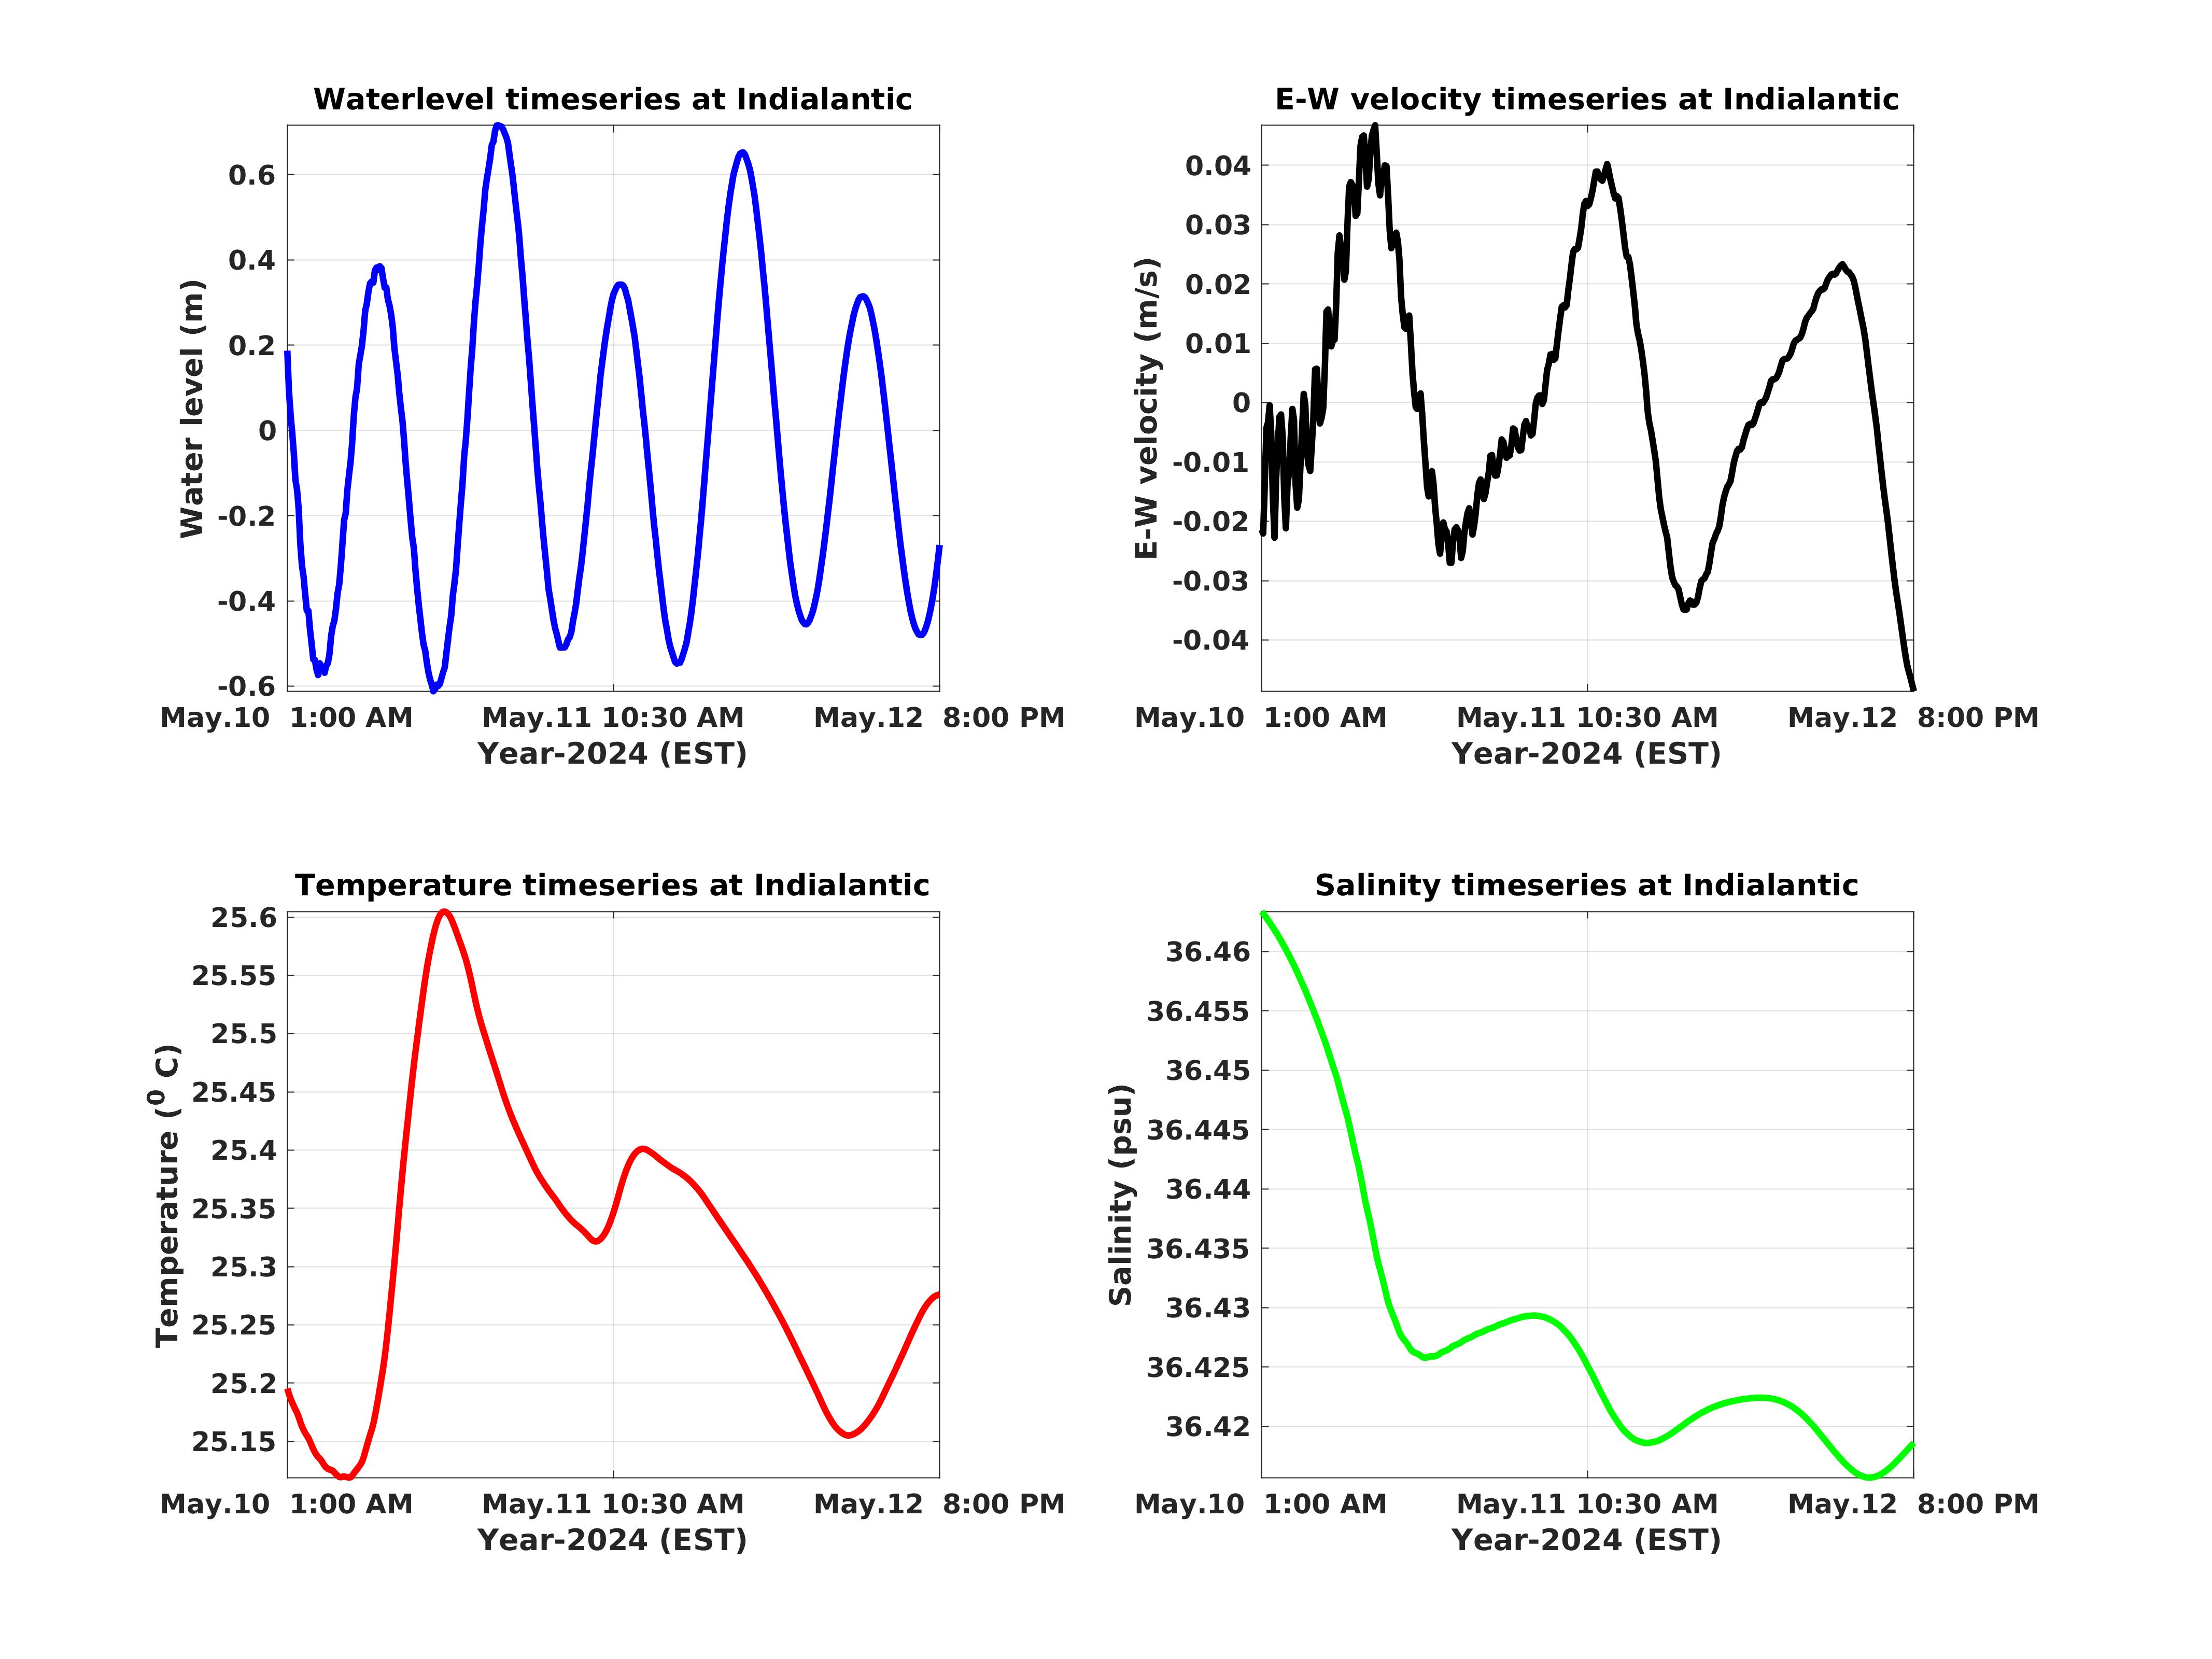 Waterlevel timeseries at Indialantic
0.6
0.4
0.2
0
-0.2
-0.4
-0.6
Water level (m)
May.10 1:00 AM
May.11 10:30 AM
May.12 8:00 PM
Year-2024 (EST)
E-W velocity timeseries at Indialantic
0.04
0.03
0.02
0.01
0
-0.01
-0.02
-0.03
-0.04
E-W velocity (m/s)
May.10 1:00 AM
May.11 10:30 AM
May.12 8:00 PM
Year-2024 (EST)
Temperature timeseries at Indialantic
25.6
25.55
25.5
25.45
25.4
25.35
25.3
25.25
25.2
25.15
Temperature (⁰ C)
May.10 1:00 AM
May.11 10:30 AM
May.12 8:00 PM
Year-2024 (EST)
Salinity timeseries at Indialantic
36.46
36.455
36.45
36.445
36.44
36.435
36.43
36.425
36.42
Salinity (psu)
May.10 1:00 AM
May.11 10:30 AM
May.12 8:00 PM
Year-2024 (EST)